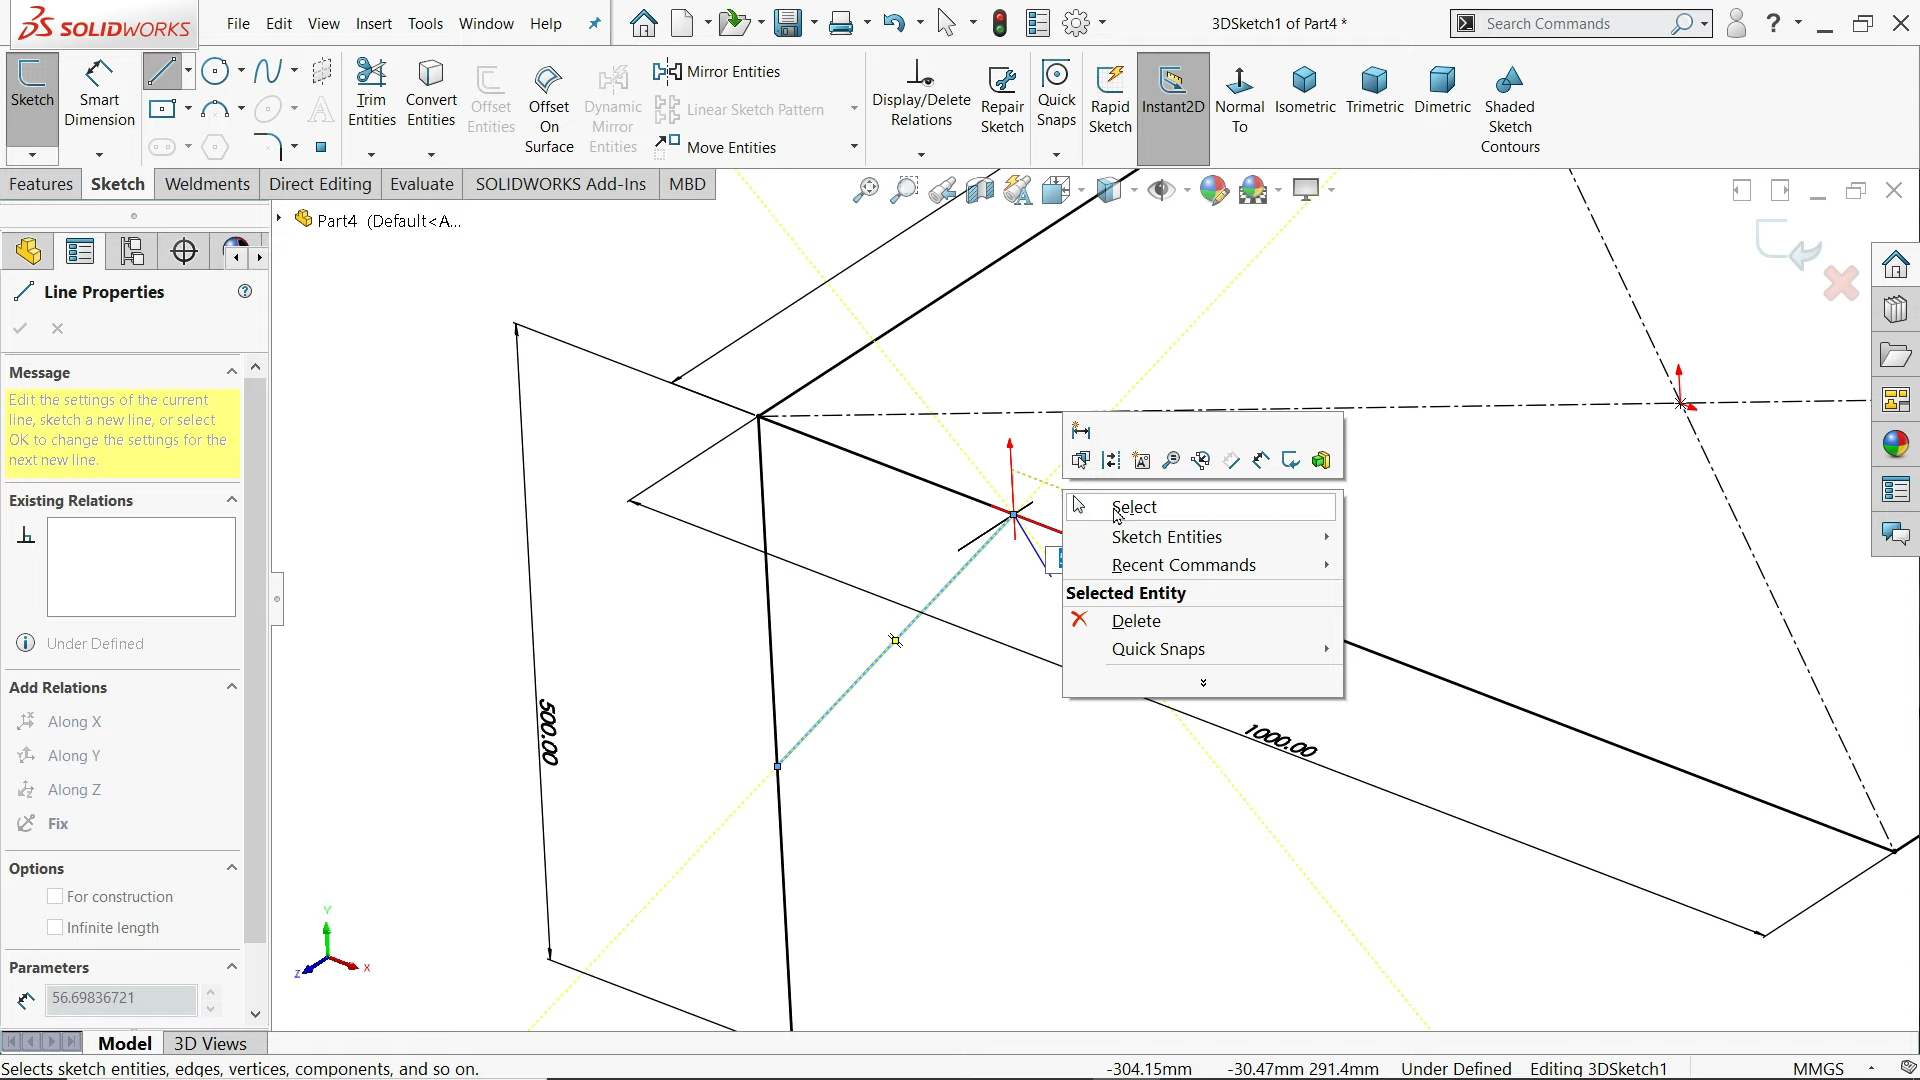 SOLIDWORKS
File Edit View Insert Tools Window Help
3DSketch1 of Part4 *
Search Commands
Sketch
Smart Dimension
Trim Entities
Convert Entities
Offset Entities
Offset On Surface
Dynamic Mirror Entities
Mirror Entities
Linear Sketch Pattern
Move Entities
Display/Delete Relations
Repair Sketch
Quick Snaps
Rapid Sketch
Instant2D
Normal To
Isometric
Trimetric
Dimetric
Shaded Sketch Contours
Features Sketch Weldments Direct Editing Evaluate SOLIDWORKS Add-Ins MBD
Part4 (Default<A...
Line Properties
Message
Edit the settings of the current
line, sketch a new line, or select
OK to change the settings for the
next new line.
Existing Relations
Under Defined
Add Relations
Along X
Along Y
Along Z
Fix
Options
For construction
Infinite length
Parameters
56.69836721
500.00
1000.00
Select
Sketch Entities
Recent Commands
Selected Entity
Delete
Quick Snaps
Y
Z
X
Model 3D Views
Selects sketch entities, edges, vertices, components, and so on.
-304.15mm -30.47mm 291.4mm Under Defined Editing 3DSketch1 MMGS